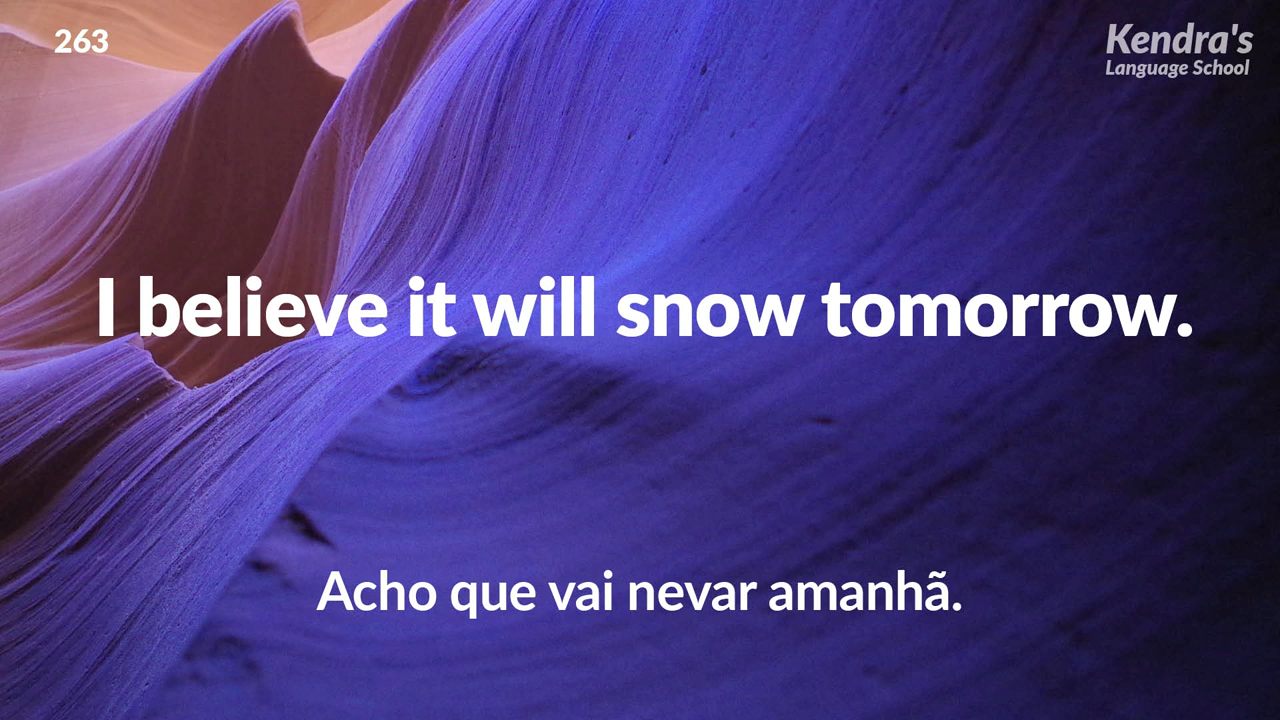 263
Kendra's
Language School
I believe it will snow tomorrow.
Acho que vai nevar amanhã.